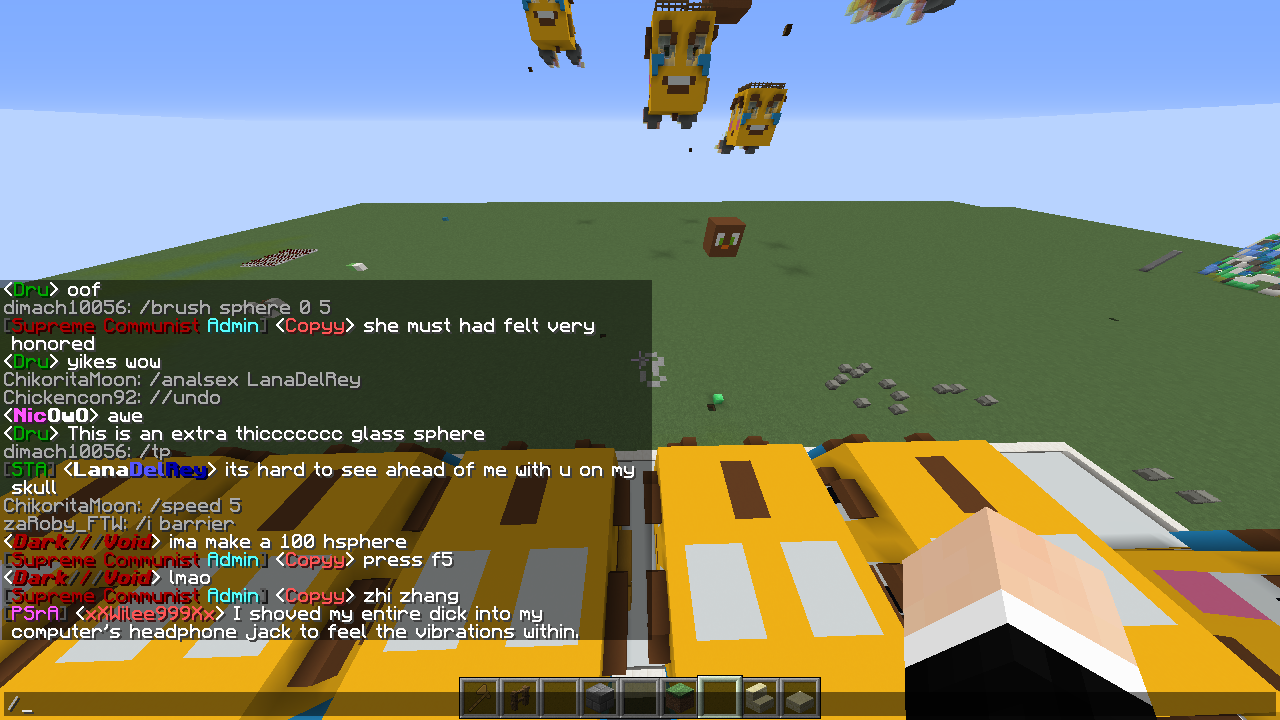 <Dru> oof
dimach10056: /brush sphere 0 5
[Supreme Communist Admin] <Copyy> she must had felt very
honored
<Dru> yikes wow
ChikoritaMoon: /analsex LanaDelRey
Chickencon92: //undo
<NicOwO> awe
<Dru> This is an extra thicccccc glass sphere
dimach10056: /tp
[STA] <LanaDelRey> its hard to see ahead of me with u on my
skull
ChikoritaMoon: /speed 5
zaRoby_FTW: /i barrier
<Dark///Void> ima make a 100 hsphere
[Supreme Communist Admin] <Copyy> press f5
<Dark///Void> lmao
[Supreme Communist Admin] <Copyy> zhi zhang
[PSrA] <xXWilee999Xx> I shoved my entire dick into my
computer's headphone jack to feel the vibrations within.
/_